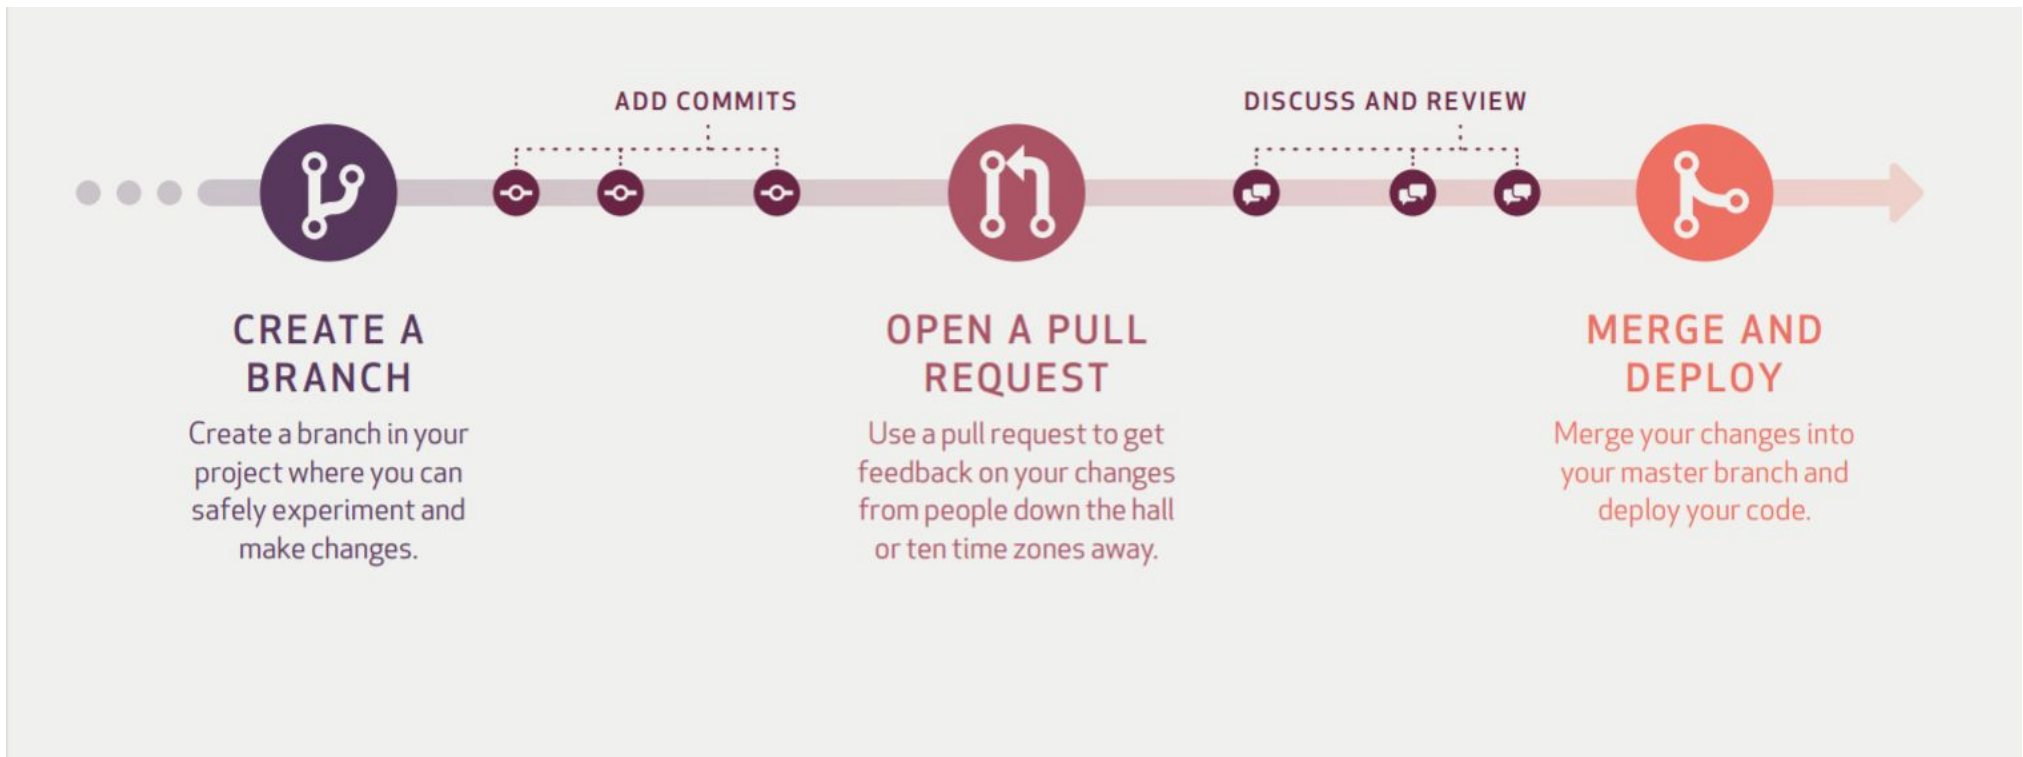 ADD COMMITS
DISCUSS AND REVIEW
CREATE A
BRANCH
Create a branch in your
project where you can
safely experiment and
make changes.
OPEN A PULL
REQUEST
Use a pull request to get
feedback on your changes
from people down the hall
or ten time zones away.
MERGE AND
DEPLOY
Merge your changes into
your master branch and
deploy your code.